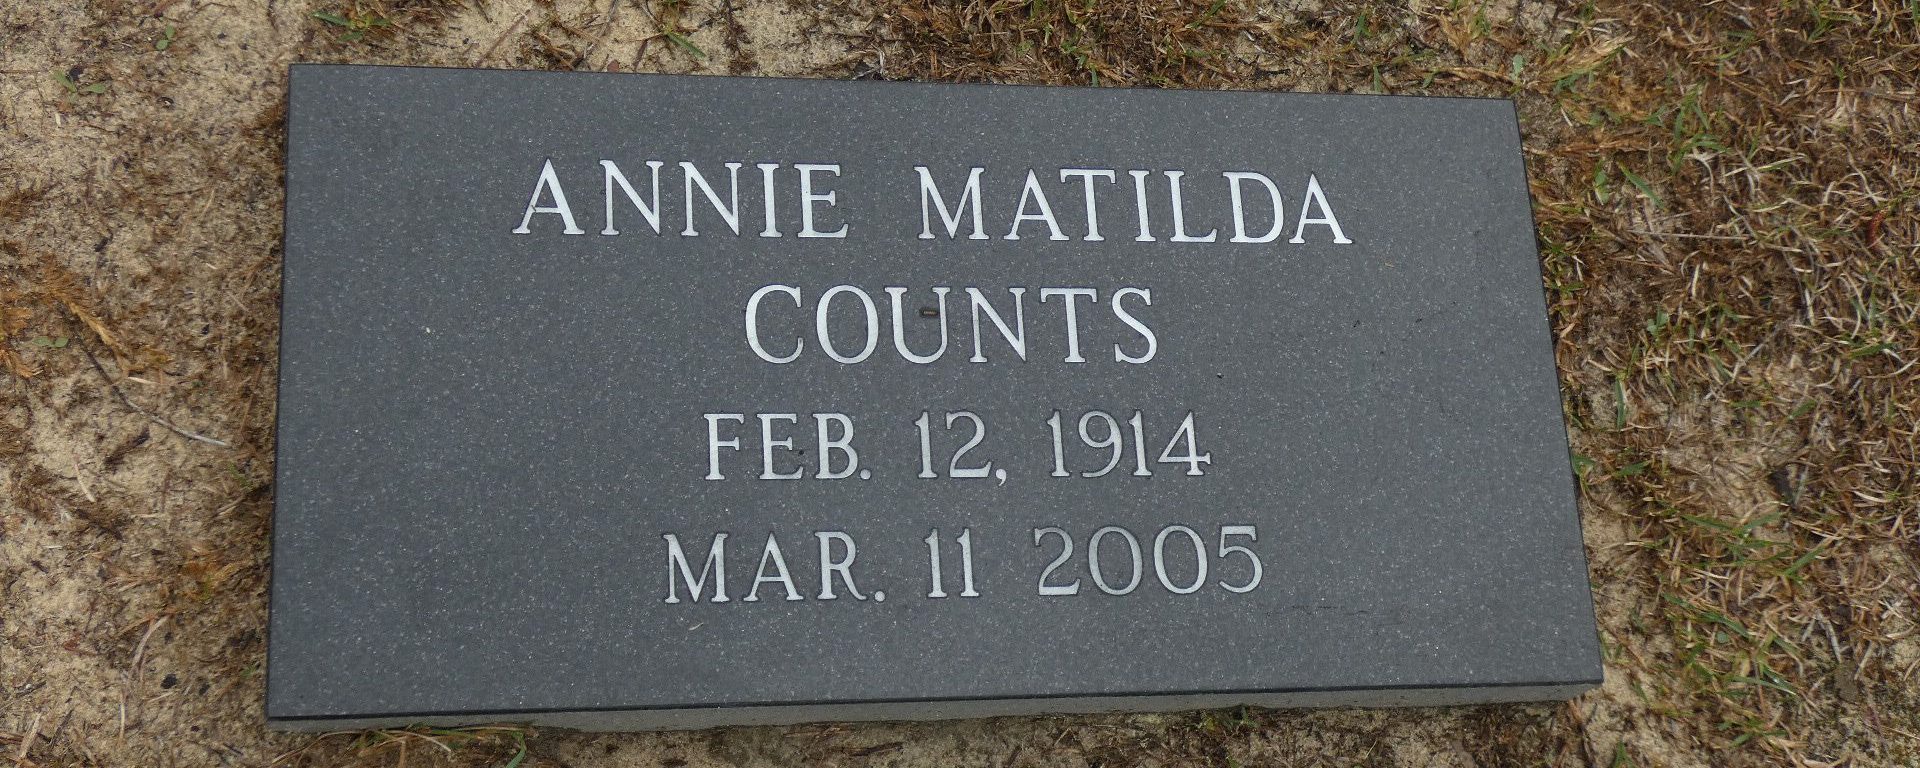 ANNIE MATILDA
COUNTS
FEB. 12, 1914
MAR. 11 2005